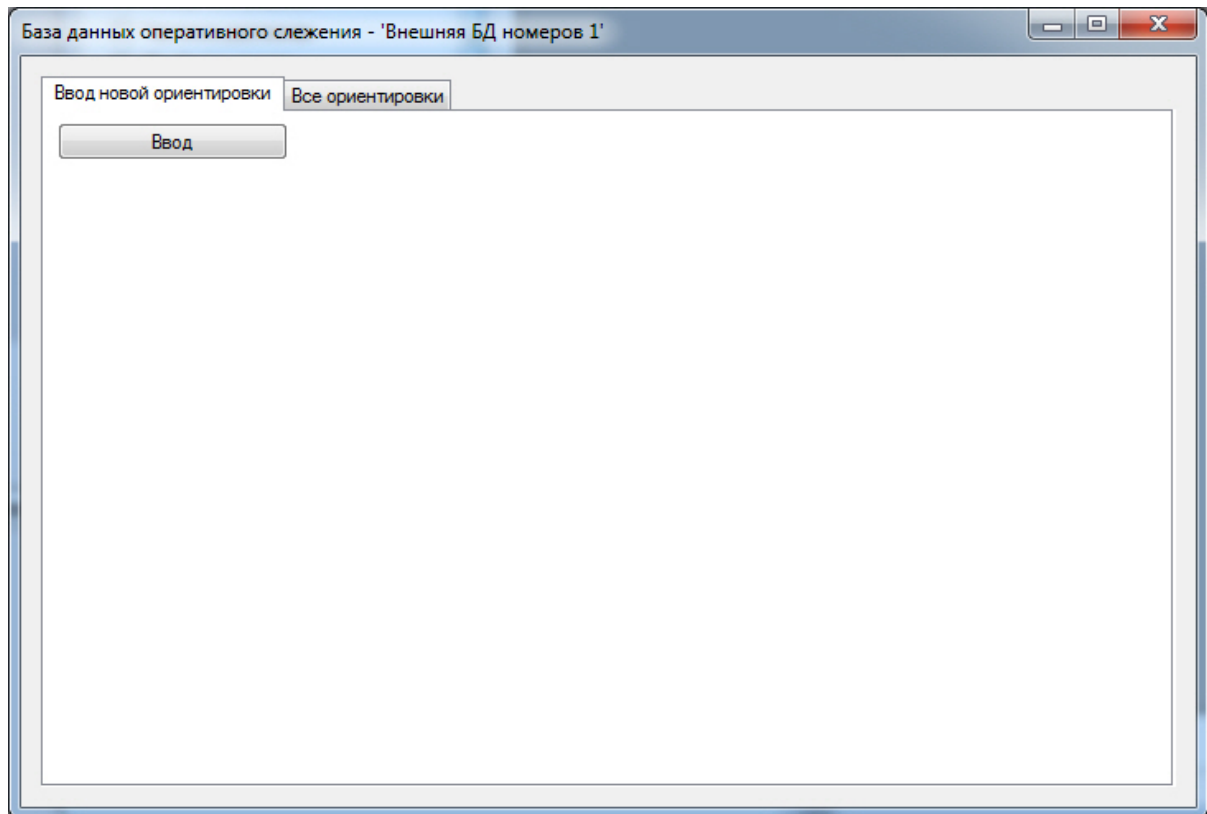 База данных оперативного слежения - 'Внешняя БД номеров 1'
Ввод новой ориентировки Все ориентировки
Ввод